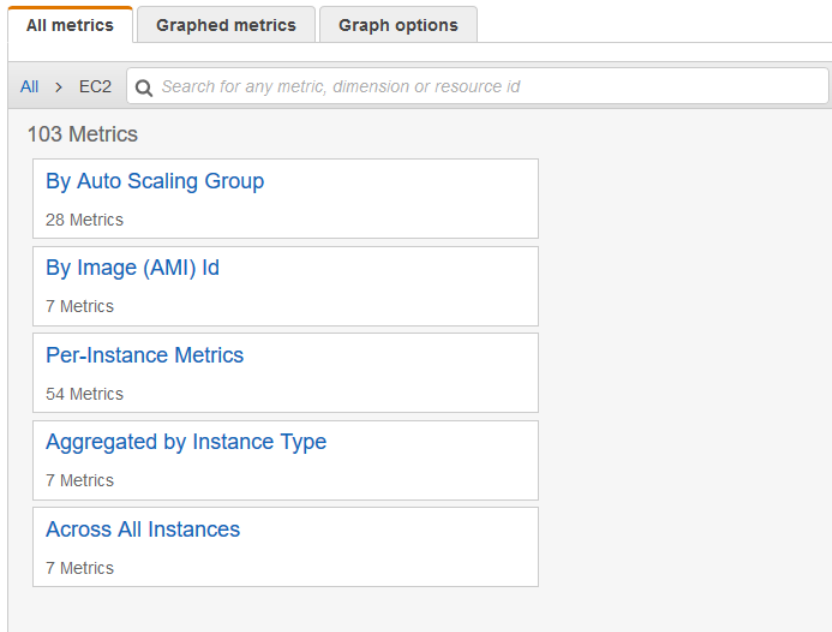 All metrics Graphed metrics Graph options
All > EC2 Search for any metric, dimension or resource id
103 Metrics
By Auto Scaling Group
28 Metrics
By Image (AMI) Id
7 Metrics
Per-Instance Metrics
54 Metrics
Aggregated by Instance Type
7 Metrics
Across All Instances
7 Metrics